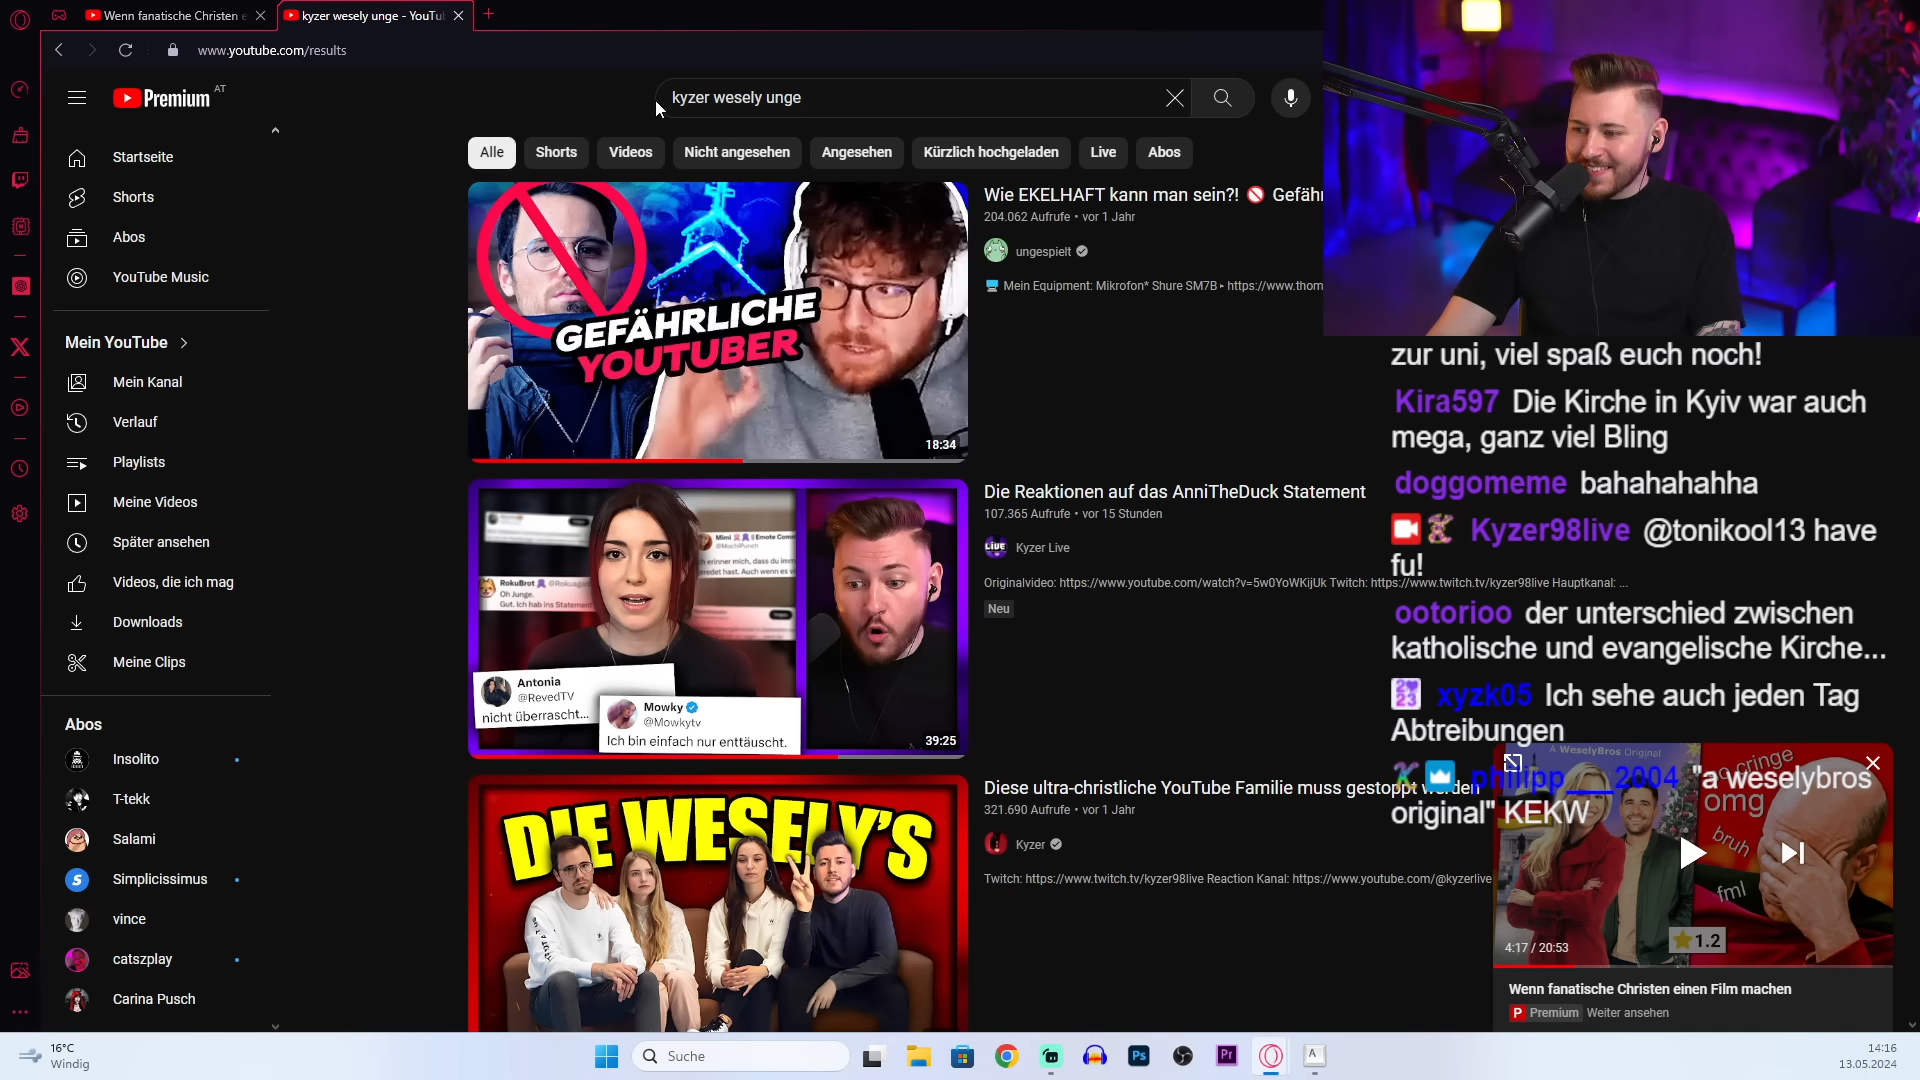 Wenn fanatische Christen e
kyzer wesely unge - YouTu
www.youtube.com/results
Premium AT
kyzer wesely unge
Alle
Shorts
Videos
Nicht angesehen
Angesehen
Kürzlich hochgeladen
Live
Abos
Startseite
Shorts
Abos
YouTube Music
Mein YouTube
Mein Kanal
Verlauf
Playlists
Meine Videos
Später ansehen
Videos, die ich mag
Downloads
Meine Clips
Abos
Insolito
T-tekk
Salami
Simplicissimus
vince
catszplay
Carina Pusch
GEFÄHRLICHE
YOUTUBER
18:34
Wie EKELHAFT kann man sein?! 🚫 Gefähr
204.062 Aufrufe • vor 1 Jahr
ungespielt
Mein Equipment: Mikrofon* Shure SM7B ▸ https://www.thom
Mimi
@MochiPunch
RokuBrot
Oh Junge.
Antonia
@RevedTV
nicht überrascht...
Mowky
@Mowkytv
Ich bin einfach nur enttäuscht.
39:25
Die Reaktionen auf das AnniTheDuck Statement
107.365 Aufrufe • vor 15 Stunden
LIVE
Kyzer Live
Originalvideo: https://www.youtube.com/watch?v=5w0YoWKijUk Twitch: https://www.twitch.tv/kyzer98live Hauptkanal: ...
Neu
DIE WESELY'S
Diese ultra-christliche YouTube Familie muss gestoppt werden
321.690 Aufrufe • vor 1 Jahr
Kyzer
Twitch: https://www.twitch.tv/kyzer98live Reaction Kanal: https://www.youtube.com/@kyzerlive
zur uni, viel spaß euch noch!
Kira597 Die Kirche in Kyiv war auch
mega, ganz viel Bling
doggomeme bahahahahha
Kyzer98live @tonikool13 have
fu!
ootorioo der unterschied zwischen
katholische und evangelische Kirche...
xyzk05 Ich sehe auch jeden Tag
Abtreibungen
philipp___2004 "a weselybros
original" KEKW
A WeselyBros Original
so cringe
omg
bruh
fml
1.2
4:17 / 20:53
Wenn fanatische Christen einen Film machen
P Premium Weiter ansehen
16°C
Windig
Suche
Ps
Pr
A
14:16
13.05.2024